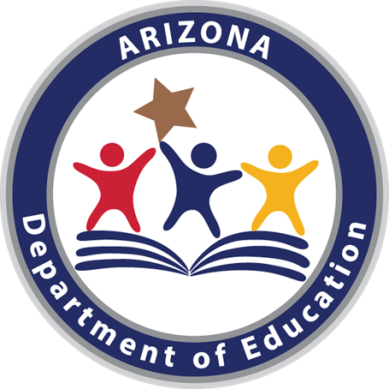 ARIZONA
Department of Education